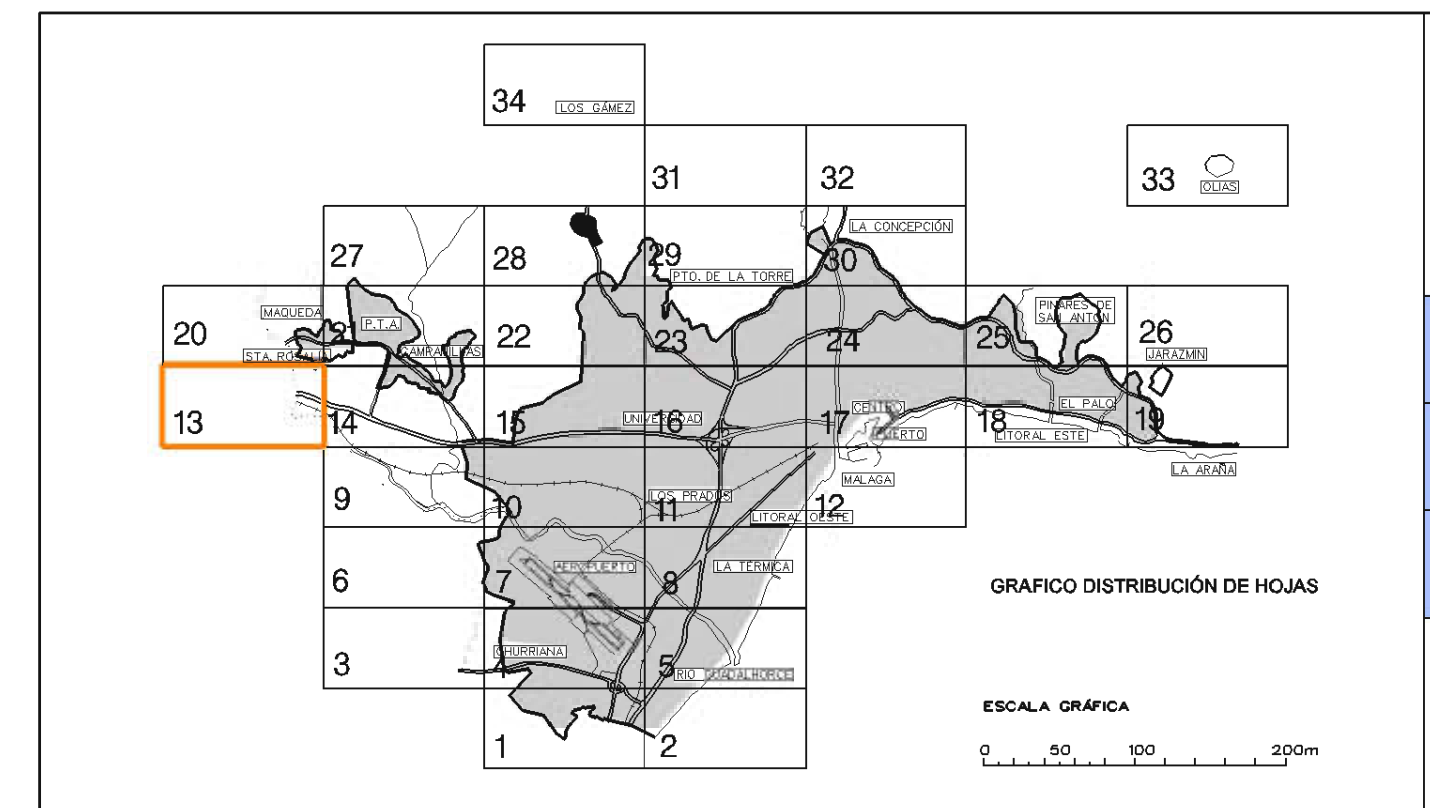 34 LOS GÁMEZ
31 32 33
OLIAS
LA CONCEPCIÓN
27 28 29 30
PTO. DE LA TORRE
MAQUEDA
P.T.A.
PINARES DE
SAN ANTON
20 21 22 23 24 25 26
STA. ROSALIA
CAMPANILLAS
JARAZMIN
13 14 15 16 17 18 19
UNIVERSIDAD
CENTRO
EL PALO
PUERTO
LITORAL ESTE
LA ARAÑA
MALAGA
9 10 11 12
LOS PRADOS
LITORAL OESTE
6 7 8
AEROPUERTO
LA TERMICA
GRAFICO DISTRIBUCIÓN DE HOJAS
3 4 5
CHURRIANA
RIO GUADALHORCE
1 2
ESCALA GRÁFICA
0 50 100 200m